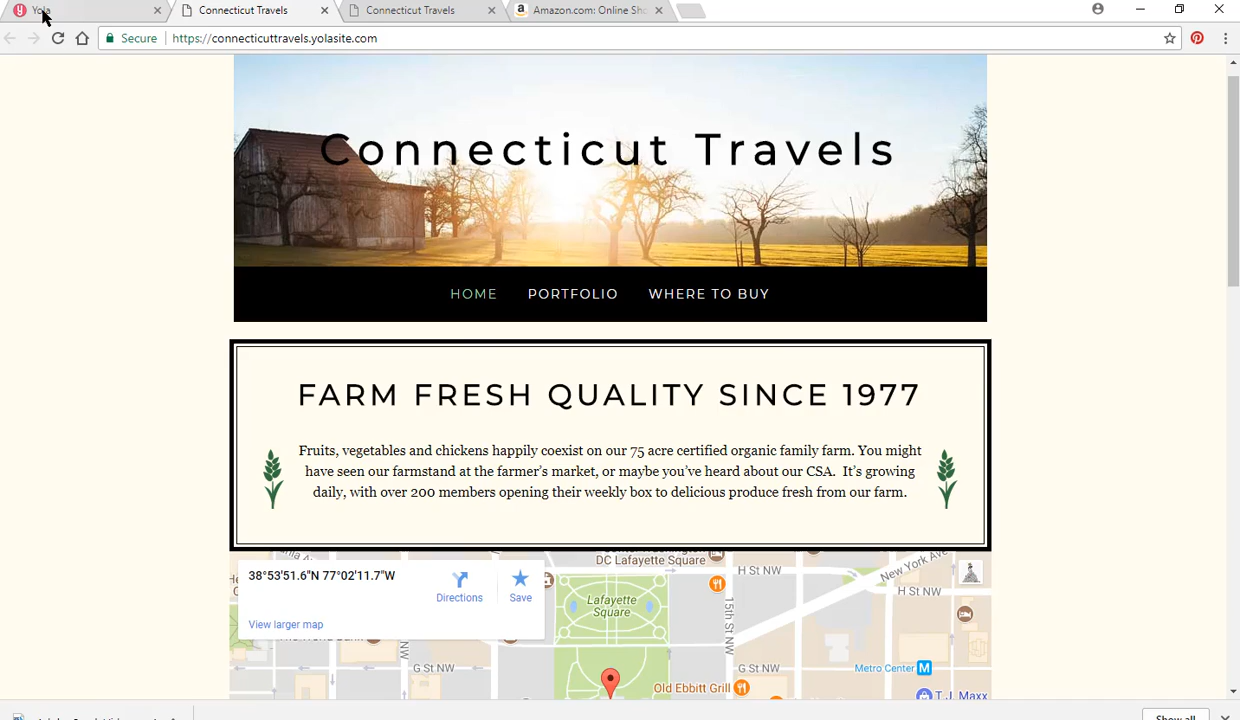 Yola
Connecticut Travels
Connecticut Travels
Amazon.com: Online Sho
Secure
https://connecticuttravels.yolasite.com
Connecticut Travels
HOME
PORTFOLIO
WHERE TO BUY
FARM FRESH QUALITY SINCE 1977
Fruits, vegetables and chickens happily coexist on our 75 acre certified organic family farm. You might
have seen our farmstand at the farmer's market, or maybe you've heard about our CSA. It's growing
daily, with over 200 members opening their weekly box to delicious produce fresh from our farm.
DC Lafayette Square
New York Ave
H St NW
H St NW
38°53'51.6"N 77°02'11.7"W
Directions
Save
View larger map
Lafayette
Square
15th St NW
G St NW
G St NW
Metro Center
M
Old Ebbitt Grill
T.J. Maxx
Show all